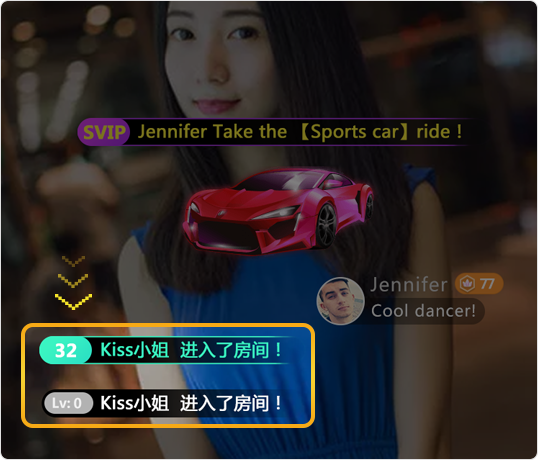 SVIP Jennifer Take the 【Sports car】ride !
Jennifer 77
Cool dancer!
32 Kiss小姐 进入了房间！
Lv: 0 Kiss小姐 进入了房间！